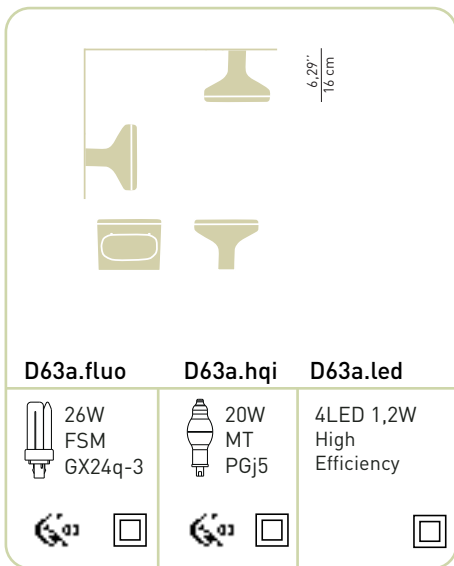 6,29''
16 cm
D63a.fluo
D63a.hqi
D63a.led
26W
FSM
GX24q-3
20W
MT
PGj5
4LED 1,2W
High
Efficiency